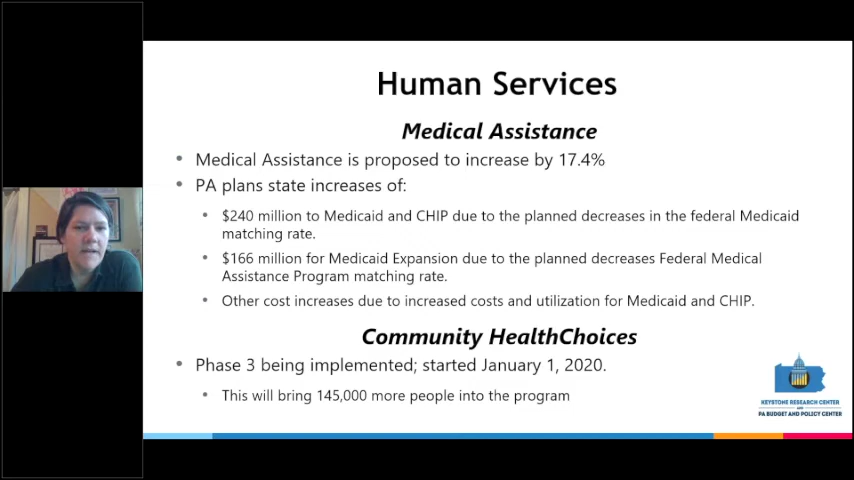 Human Services
Medical Assistance
• Medical Assistance is proposed to increase by 17.4%
• PA plans state increases of:
• $240 million to Medicaid and CHIP due to the planned decreases in the federal Medicaid
matching rate.
• $166 million for Medicaid Expansion due to the planned decreases Federal Medical
Assistance Program matching rate.
• Other cost increases due to increased costs and utilization for Medicaid and CHIP.
Community HealthChoices
• Phase 3 being implemented; started January 1, 2020.
• This will bring 145,000 more people into the program
KEYSTONE RESEARCH CENTER
AND
PA BUDGET AND POLICY CENTER